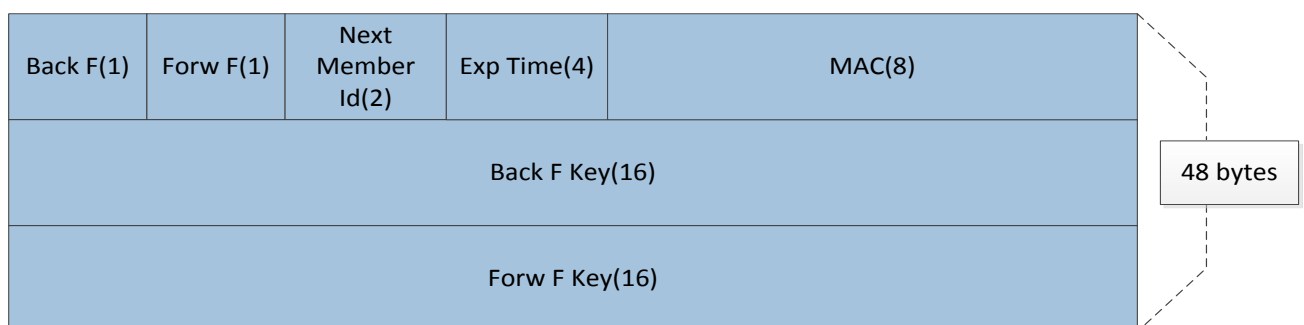 Back F(1)
Forw F(1)
Next
Member
Id(2)
Exp Time(4)
MAC(8)
Back F Key(16)
48 bytes
Forw F Key(16)